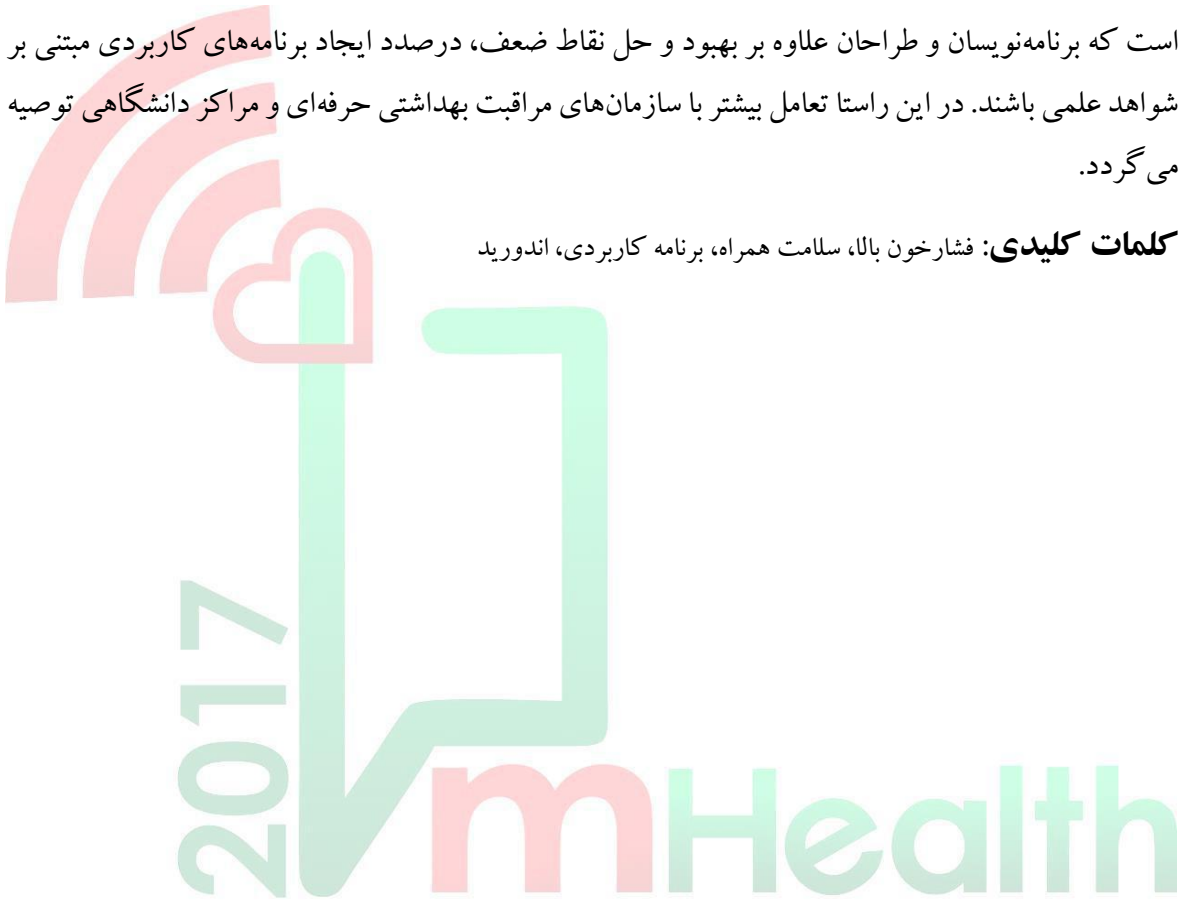 است که برنامه‌نویسان و طراحان علاوه بر بهبود و حل نقاط ضعف، درصدد ایجاد برنامه‌های کاربردی مبتنی بر
شواهد علمی باشند. در این راستا تعامل بیشتر با سازمان‌های مراقبت بهداشتی حرفه‌ای و مراکز دانشگاهی توصیه
می‌گردد.
کلمات کلیدی: فشارخون بالا، سلامت همراه، برنامه کاربردی، اندورید
2017
mHealth